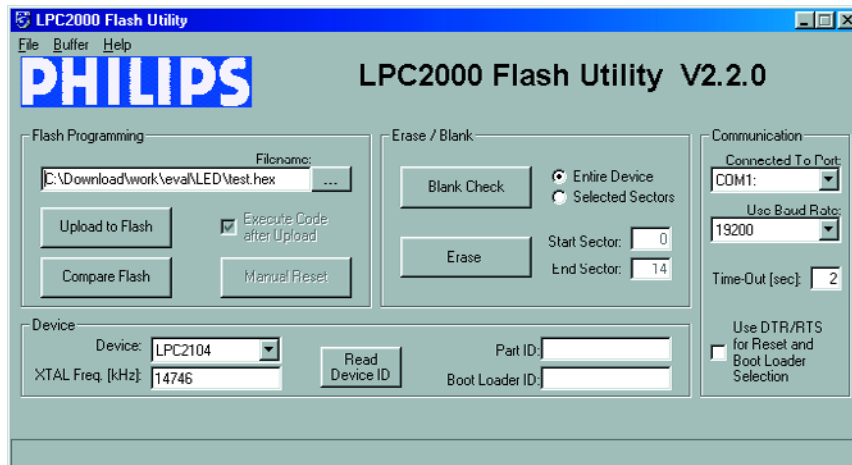 LPC2000 Flash Utility
File Buffer Help
PHILIPS
LPC2000 Flash Utility V2.2.0
Flash Programming
Filename:
C:\Download\work\eval\LED\test.hex
...
Upload to Flash
Execute Code
after Upload
Compare Flash
Manual Reset
Erase / Blank
Blank Check
Entire Device
Selected Sectors
Erase
Start Sector: 0
End Sector: 14
Communication
Connected To Port:
COM1:
Use Baud Rate:
19200
Time-Out [sec]: 2
Use DTR/RTS
for Reset and
Boot Loader
Selection
Device
Device: LPC2104
XTAL Freq. [kHz]: 14746
Read
Device ID
Part ID:
Boot Loader ID: